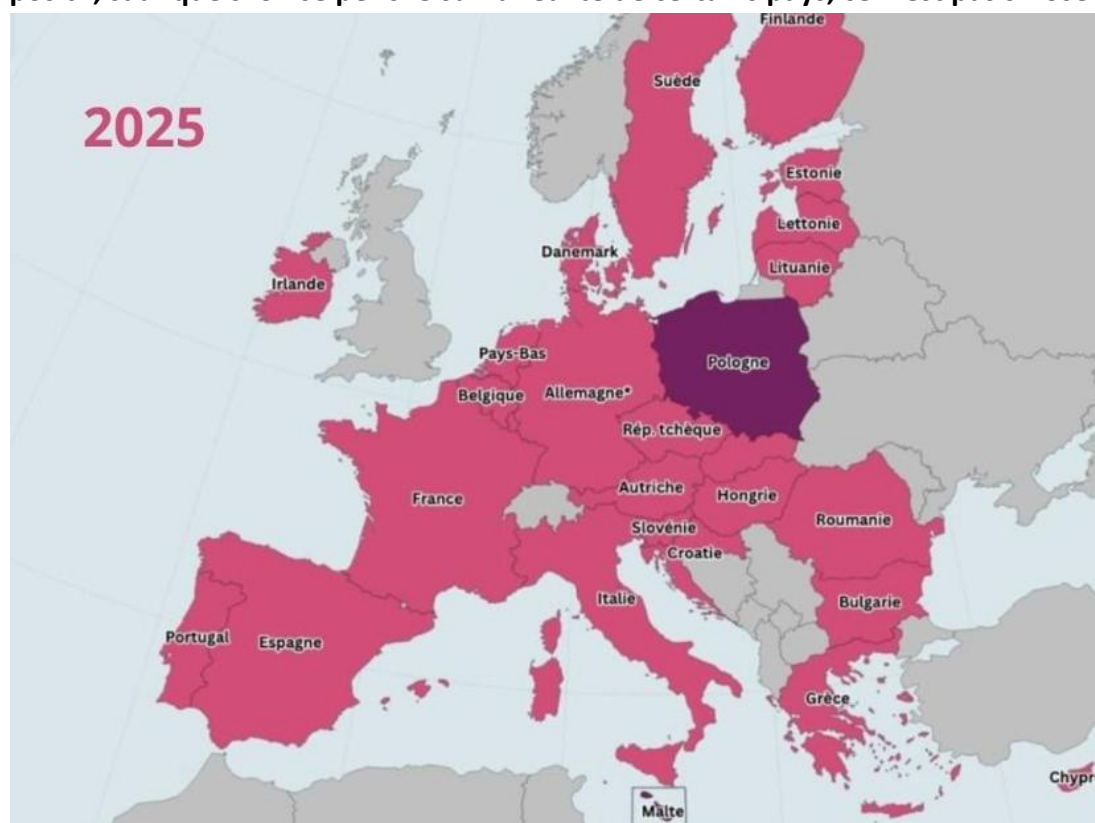 Finlande
Suède
2025
Estonie
Lettonie
Danemark
Lituanie
Irlande
Pays-Bas
Pologne
Belgique
Allemagne*
Rép. tchèque
Autriche
Hongrie
France
Roumanie
Slovénie
Croatie
Italie
Bulgarie
Portugal
Espagne
Grèce
Chypr
Malte